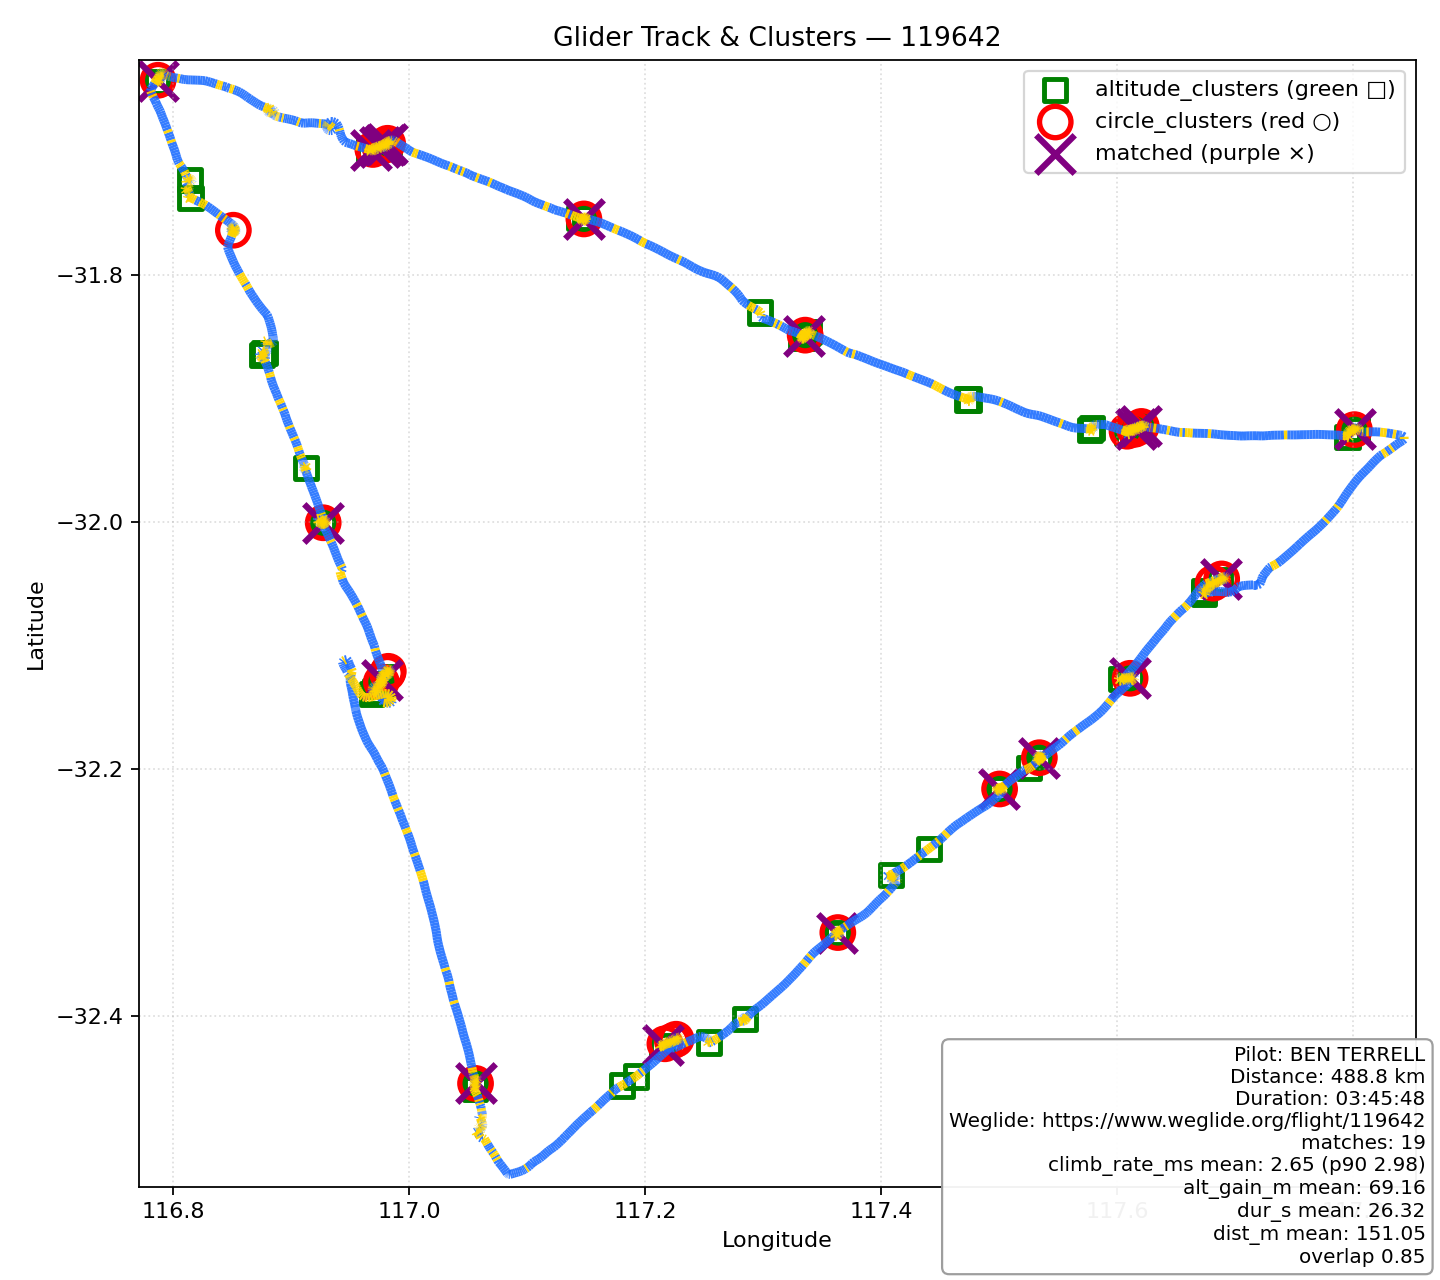 Glider Track & Clusters — 119642
altitude_clusters (green □)
circle_clusters (red ○)
matched (purple ×)
Latitude
−31.8
−32.0
−32.2
−32.4
116.8
117.0
117.2
117.4
117.6
Longitude
Pilot: BEN TERRELL
Distance: 488.8 km
Duration: 03:45:48
Weglide: https://www.weglide.org/flight/119642
matches: 19
climb_rate_ms mean: 2.65 (p90 2.98)
alt_gain_m mean: 69.16
dur_s mean: 26.32
dist_m mean: 151.05
overlap 0.85